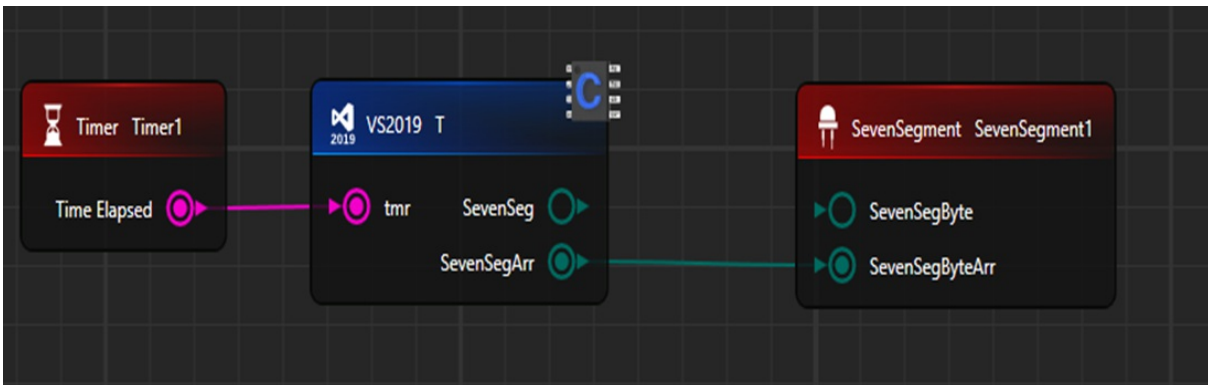 Timer Timer1
Time Elapsed
2019
VS2019 T
C
tmr
SevenSeg
SevenSegArr
SevenSegment SevenSegment1
SevenSegByte
SevenSegByteArr